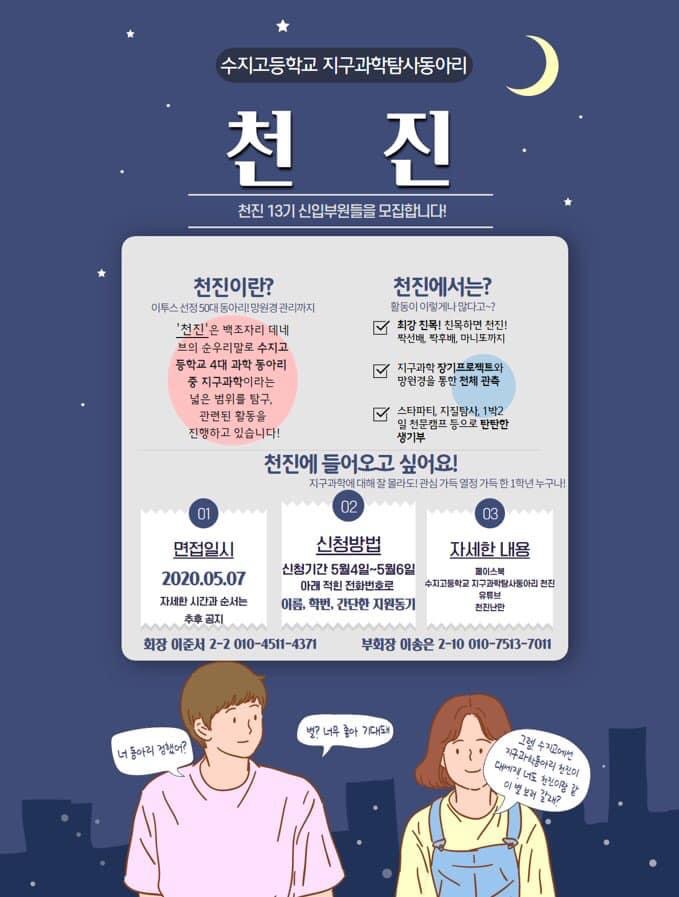 수지고등학교 지구과학탐사동아리
천 진
천진 13기 신입부원들을 모집합니다!
천진이란?
이투스 선정 50대 동아리! 망원경 관리까지
'천진'은 백조자리 데네
브의 순우리말로 수지고
등학교 4대 과학 동아리
중 지구과학이라는
넓은 범위를 탐구,
관련된 활동을
진행하고 있습니다!
천진에서는?
활동이 이렇게나 많다고~?
최강 친목! 친목하면 천진!
짝선배, 짝후배, 마니또까지
지구과학 장기프로젝트와
망원경을 통한 전체 관측
스타파티, 지질탐사, 1박2
일 천문캠프 등으로 탄탄한
생기부
천진에 들어오고 싶어요!
지구과학에 대해 잘 몰라도! 관심 가득 열정 가득 한 1학년 누구나!
01
면접일시
2020.05.07
자세한 시간과 순서는
추후 공지
02
신청방법
신청기간 5월4일~5월6일
아래 적힌 전화번호로
이름, 학번, 간단한 지원동기
03
자세한 내용
페이스북
수지고등학교 지구과학탐사동아리 천진
유튜브
천진난만
회장 이준서 2-2 010-4511-4371
부회장 이송은 2-10 010-7513-7011
너 동아리 정했어?
별? 너무 좋아 기대돼
그럼! 수지고에선
지구과학동아리 천진이
대세지! 너도 천진이랑 같
이 별 보러 갈래?